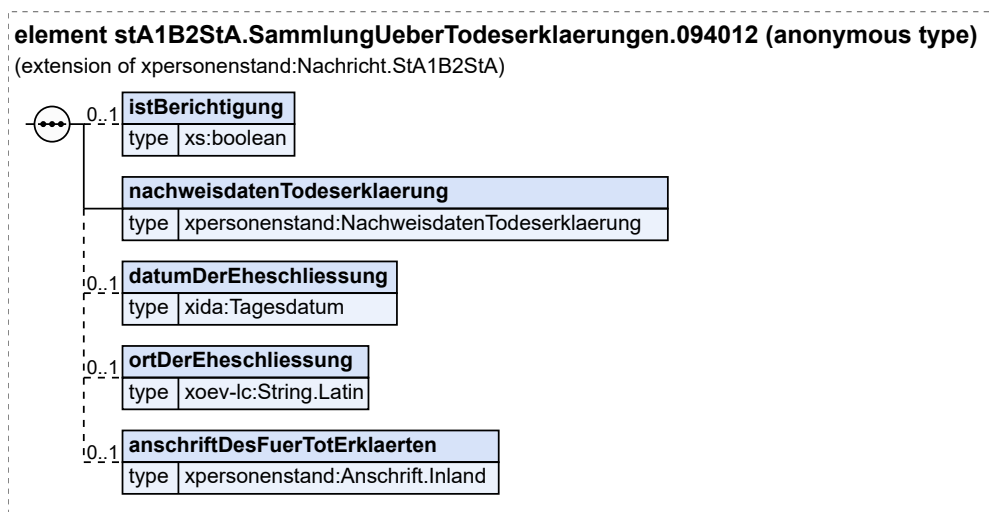 element stA1B2StA.SammlungUeberTodeserklaerungen.094012 (anonymous type)
(extension of xpersonenstand:Nachricht.StA1B2StA)
0..1 istBerichtigung
type xs:boolean
nachweisdatenTodeserklaerung
type xpersonenstand:NachweisdatenTodeserklaerung
0..1 datumDerEheschliessung
type xida:Tagesdatum
0..1 ortDerEheschliessung
type xoev-lc:String.Latin
0..1 anschriftDesFuerTotErklaerten
type xpersonenstand:Anschrift.Inland